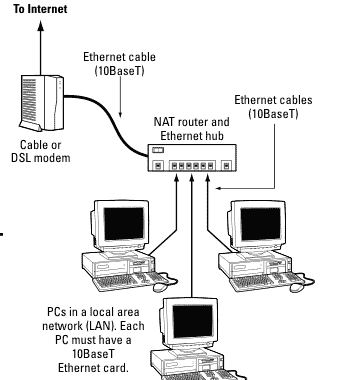 To Internet
Ethernet cable
(10BaseT)
Ethernet cables
(10BaseT)
NAT router and
Ethernet hub
Cable or
DSL modem
PCs in a local area
network (LAN). Each
PC must have a
10BaseT
Ethernet card.